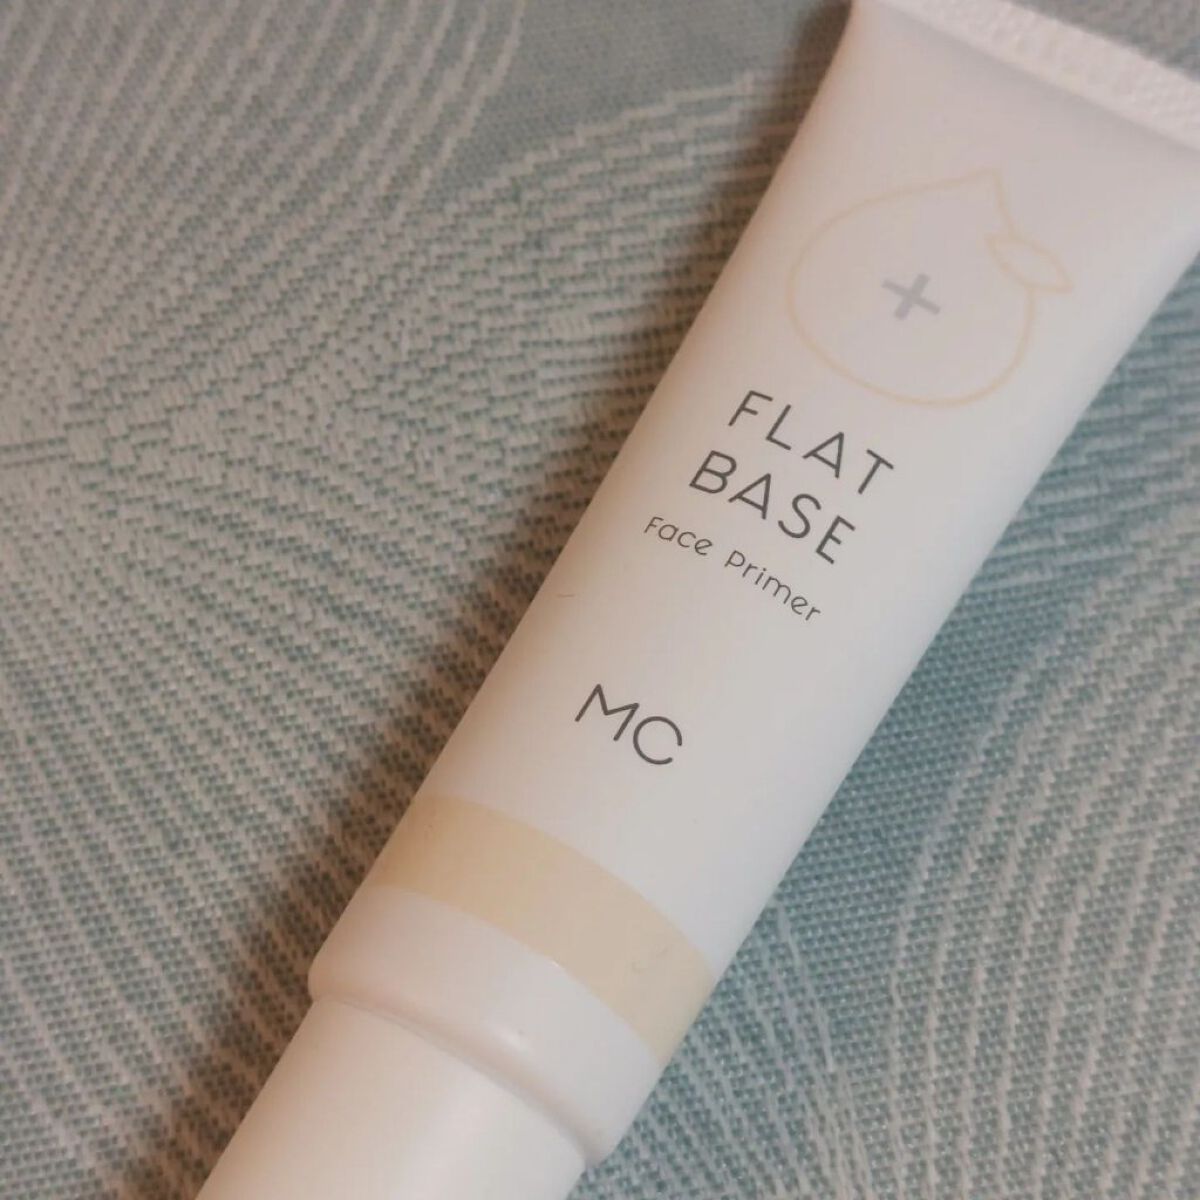 +
FLAT
BASE
Face Primer
MC